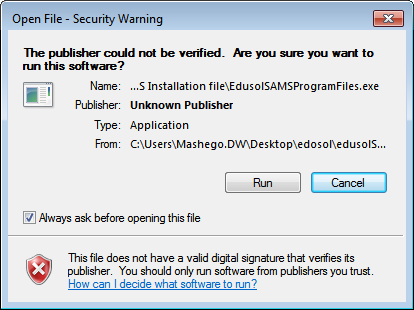 Open File - Security Warning
The publisher could not be verified. Are you sure you want to
run this software?
Name: ...S Installation file\EdusolSAMSProgramFiles.exe
Publisher: Unknown Publisher
Type: Application
From: C:\Users\Mashego.DW\Desktop\edosol\edusolS...
Run Cancel
Always ask before opening this file
This file does not have a valid digital signature that verifies its
publisher. You should only run software from publishers you trust.
How can I decide what software to run?